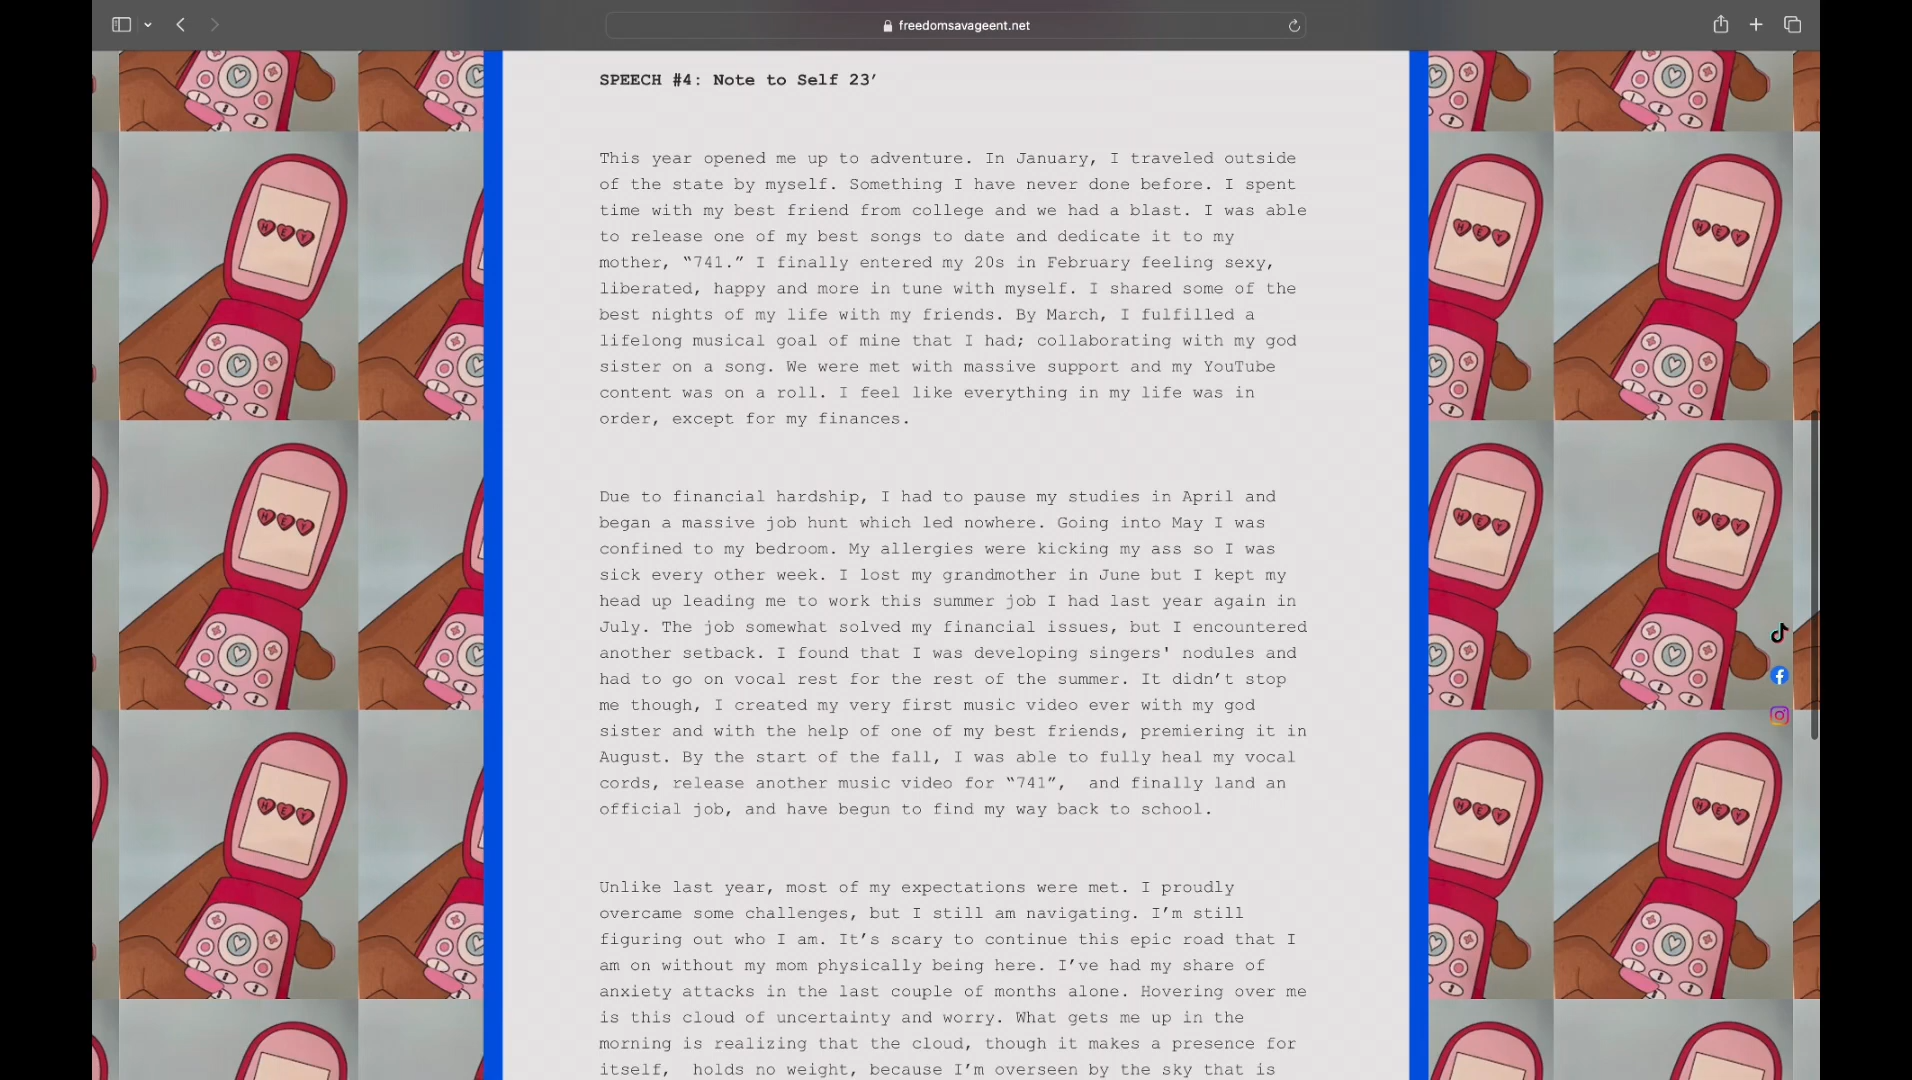 freedomsavageent.net
SPEECH #4: Note to Self 23’
This year opened me up to adventure. In January, I traveled outside
of the state by myself. Something I have never done before. I spent
time with my best friend from college and we had a blast. I was able
to release one of my best songs to date and dedicate it to my
mother, “741.” I finally entered my 20s in February feeling sexy,
liberated, happy and more in tune with myself. I shared some of the
best nights of my life with my friends. By March, I fulfilled a
lifelong musical goal of mine that I had; collaborating with my god
sister on a song. We were met with massive support and my YouTube
content was on a roll. I feel like everything in my life was in
order, except for my finances.
Due to financial hardship, I had to pause my studies in April and
began a massive job hunt which led nowhere. Going into May I was
confined to my bedroom. My allergies were kicking my ass so I was
sick every other week. I lost my grandmother in June but I kept my
head up leading me to work this summer job I had last year again in
July. The job somewhat solved my financial issues, but I encountered
another setback. I found that I was developing singers' nodules and
had to go on vocal rest for the rest of the summer. It didn’t stop
me though, I created my very first music video ever with my god
sister and with the help of one of my best friends, premiering it in
August. By the start of the fall, I was able to fully heal my vocal
cords, release another music video for “741”,  and finally land an
official job, and have begun to find my way back to school.
Unlike last year, most of my expectations were met. I proudly
overcame some challenges, but I still am navigating. I’m still
figuring out who I am. It’s scary to continue this epic road that I
am on without my mom physically being here. I’ve had my share of
anxiety attacks in the last couple of months alone. Hovering over me
is this cloud of uncertainty and worry. What gets me up in the
morning is realizing that the cloud, though it makes a presence for
itself,  holds no weight, because I’m overseen by the sky that is
HEY
HEY
HEY
HEY
HEY
HEY
HEY
HEY
HEY